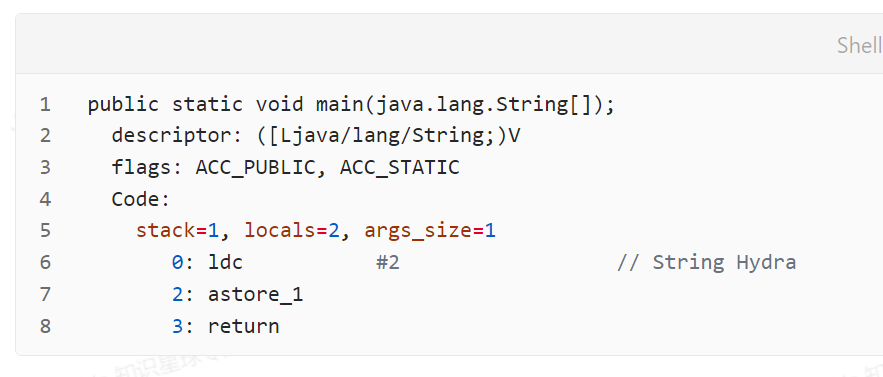 Shell
1 public static void main(java.lang.String[]);
2 descriptor: ([Ljava/lang/String;)V
3 flags: ACC_PUBLIC, ACC_STATIC
4 Code:
5 stack=1, locals=2, args_size=1
6 0: ldc #2 // String Hydra
7 2: astore_1
8 3: return
知识星球